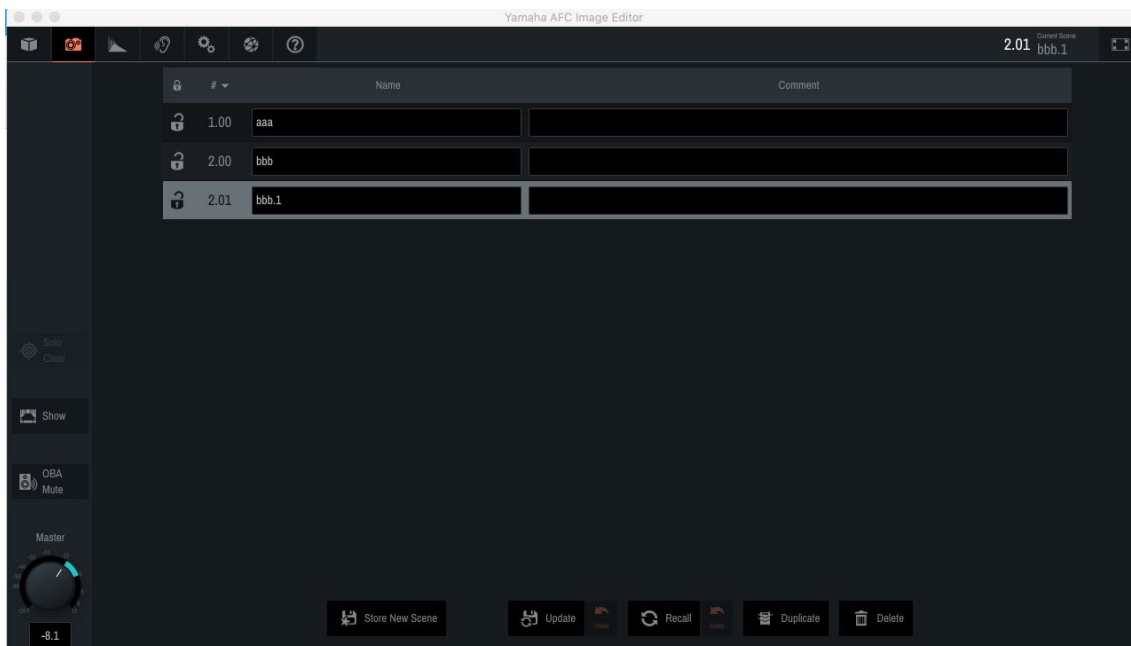 Yamaha AFC Image Editor
2.01 Current Scene
bbb.1
# Name Comment
1.00 aaa
2.00 bbb
2.01 bbb.1
Solo
Clear
Show
OBA
Mute
Master
OFF 10
-8.1
Store New Scene Update Undo Recall Undo Duplicate Delete